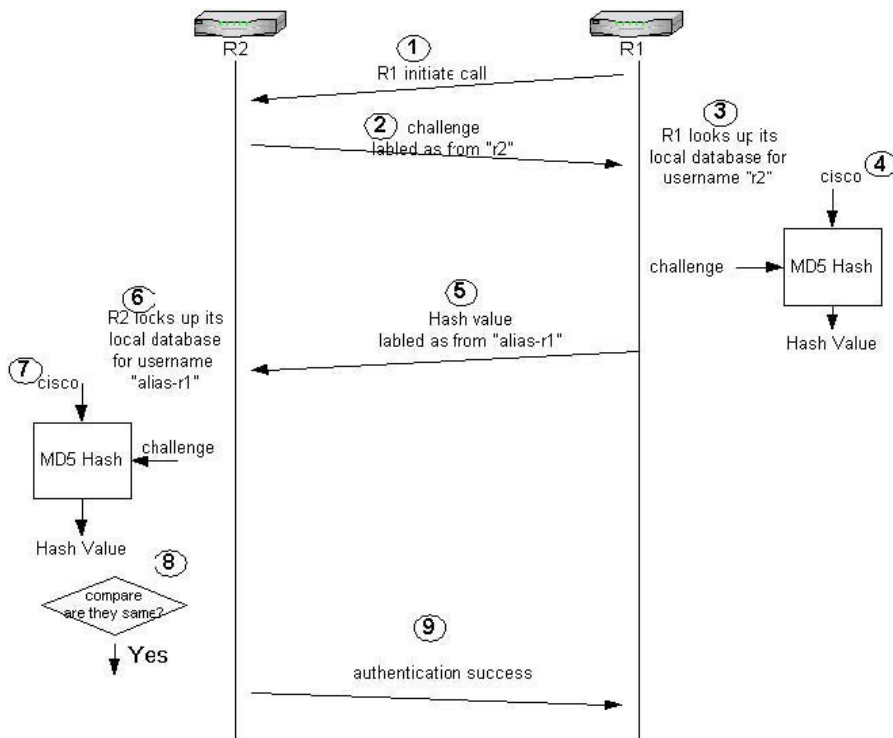 R2
R1
1
R1 initiate call
2
challenge
labled as from "r2"
3
R1 looks up its
local database for
username "r2"
4
cisco
challenge
MD5 Hash
Hash Value
5
Hash value
labled as from "alias-r1"
6
R2 locks up its
local database
for username
"alias-r1"
7
cisco
MD5 Hash
challenge
Hash Value
8
compare
are they same?
Yes
9
authentication success